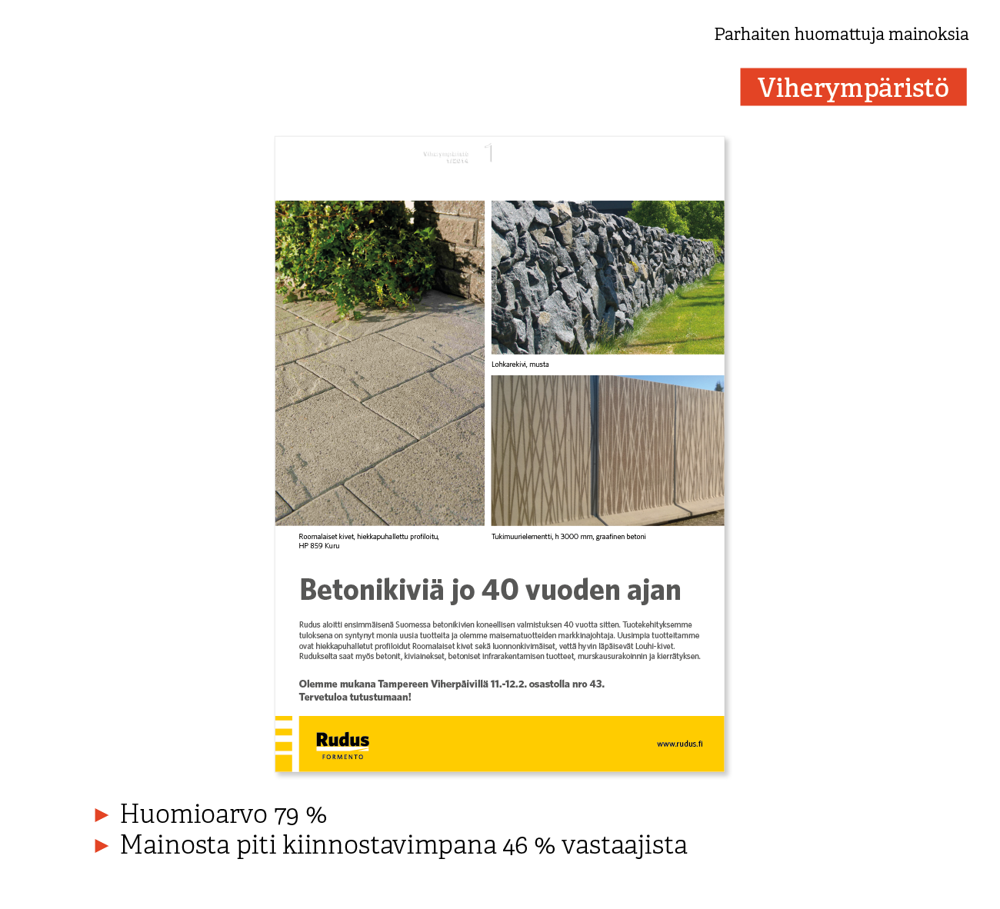 Parhaiten huomattuja mainoksia
Viherympäristö
Viherympäristö
1/2014
1
Lohkarekivi, musta
Roomalaiset kivet, hiekkapuhallettu profiloitu,
HP 859 Kuru
Tukimuurielementti, h 3000 mm, graafinen betoni
Betonikiviä jo 40 vuoden ajan
Rudus aloitti ensimmäisenä Suomessa betonikivien koneellisen valmistuksen 40 vuotta sitten. Tuotekehityksemme
tuloksena on syntynyt monia uusia tuotteita ja olemme maisematuotteiden markkinajohtaja. Uusimpia tuotteitamme
ovat hiekkapuhalletut profiloidut Roomalaiset kivet sekä luonnonkivimäiset, vettä hyvin läpäisevät Louhi-kivet.
Rudukselta saat myös betonit, kiviainekset, betoniset infrarakentamisen tuotteet, murskausurakoinnin ja kierrätyksen.
Olemme mukana Tampereen Viherpäivillä 11.-12.2. osastolla nro 43.
Tervetuloa tutustumaan!
Rudus
FORMENTO
www.rudus.fi
Huomioarvo 79 %
Mainosta piti kiinnostavimpana 46 % vastaajista